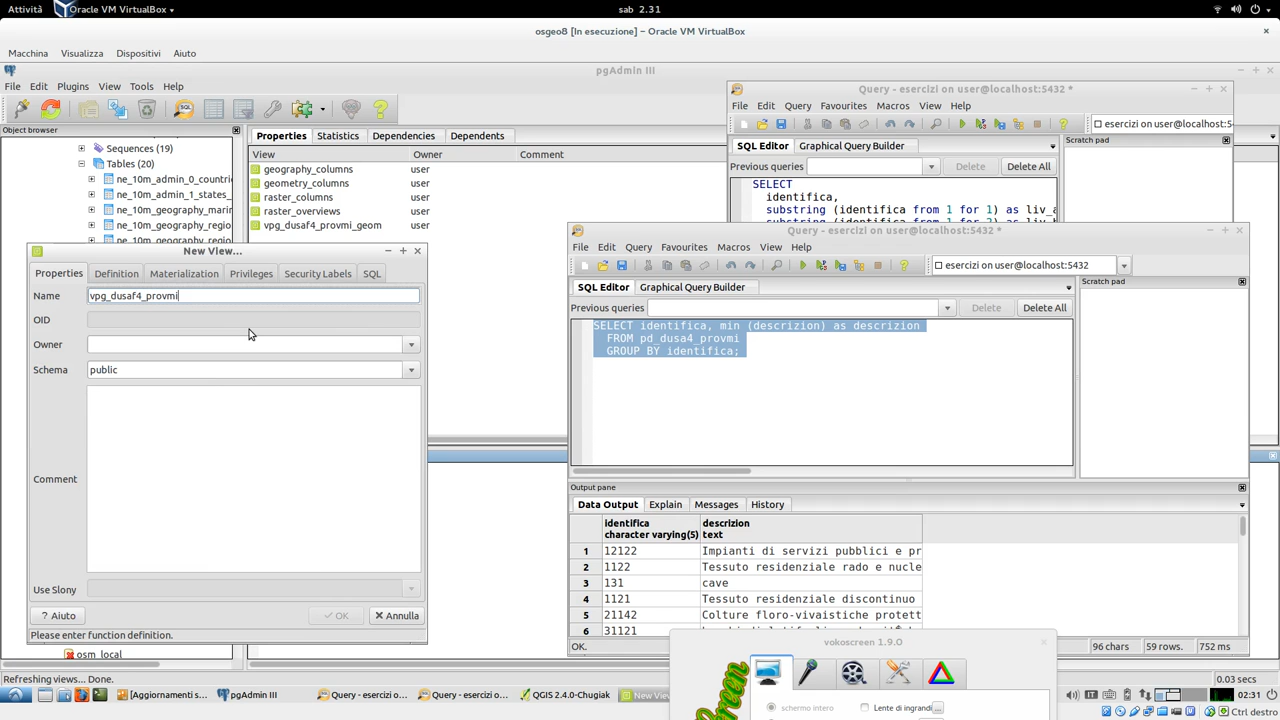 Attività Oracle VM VirtualBox sab 2.31
osgeo8 [In esecuzione] – Oracle VM VirtualBox
Macchina Visualizza Dispositivi Aiuto
pgAdmin III
File Edit Plugins View Tools Help
Object browser
Sequences (19)
Tables (20)
ne_10m_admin_0_countri
ne_10m_admin_1_states_
ne_10m_geography_marin
ne_10m_geography_regio
ne_10m_geography_regio
Properties Statistics Dependencies Dependents
View Owner Comment
geography_columns user
geometry_columns user
raster_columns user
raster_overviews user
vpg_dusaf4_provmi_geom user
Query - esercizi on user@localhost:5432 *
File Edit Query Favourites Macros View Help
esercizi on user@localhost:5
SQL Editor Graphical Query Builder
Previous queries Delete Delete All
Scratch pad
SELECT
identifica,
substring (identifica from 1 for 1) as liv_a
Query - esercizi on user@localhost:5432 *
File Edit Query Favourites Macros View Help
esercizi on user@localhost:5432
SQL Editor Graphical Query Builder
Previous queries Delete Delete All
Scratch pad
SELECT identifica, min (descrizion) as descrizion
FROM pd_dusa4_provmi
GROUP BY identifica;
Output pane
Data Output Explain Messages History
identifica descrizion
character varying(5) text
1 12122 Impianti di servizi pubblici e pr
2 1122 Tessuto residenziale rado e nucle
3 131 cave
4 1121 Tessuto residenziale discontinuo
5 21142 Colture floro-vivaistiche protett
6 31121
OK. 96 chars 59 rows. 752 ms
New View...
Properties Definition Materialization Privileges Security Labels SQL
Name vpg_dusaf4_provmi
OID
Owner
Schema public
Comment
Use Slony
? Aiuto OK Annulla
Please enter function definition.
osm_local
vokoscreen 1.9.0
Green
schermo intero Lente di ingrandi ...
Refreshing views... Done. 0.03 secs
[Aggiornamenti s... pgAdmin III Query - esercizi o... Query - esercizi o... QGIS 2.4.0-Chugiak New View IT 02:31
Ctrl destro